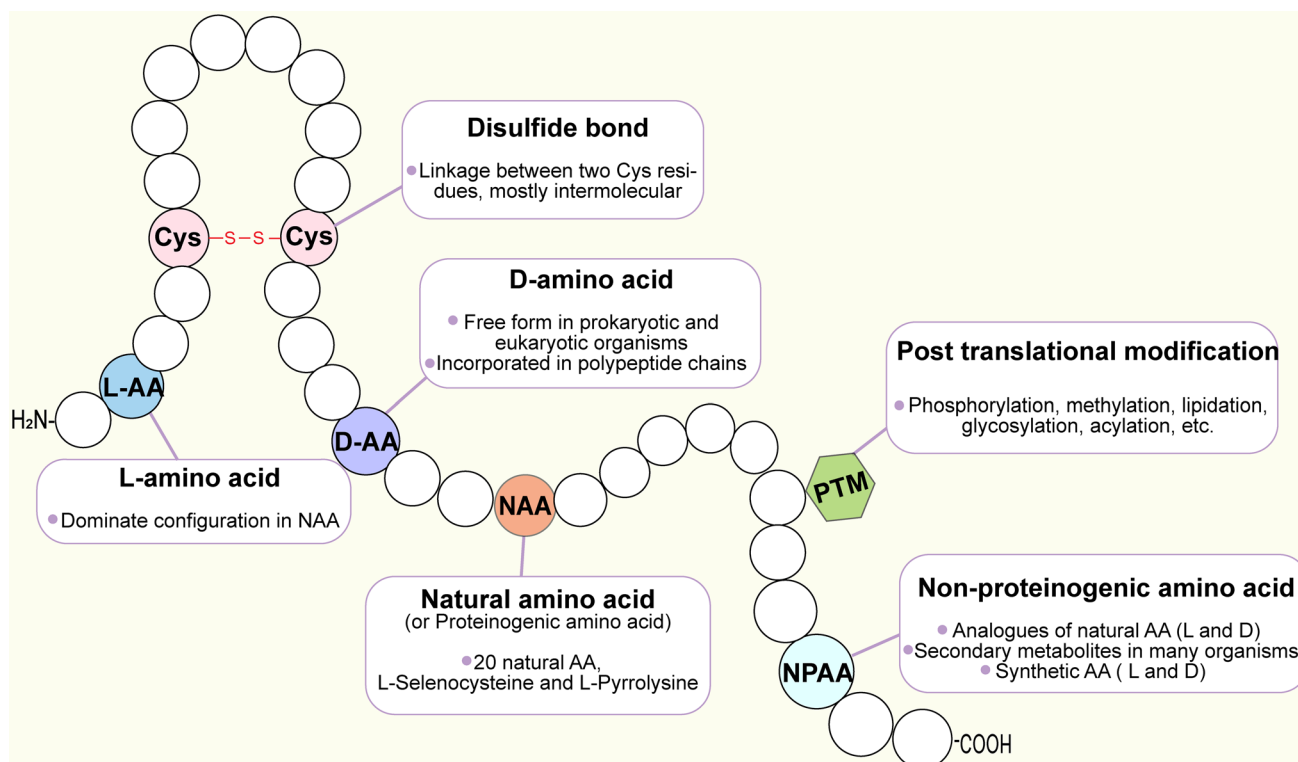 Disulfide bond
Linkage between two Cys resi-
dues, mostly intermolecular
Cys
S
S
Cys
D-amino acid
Free form in prokaryotic and
eukaryotic organisms
Incorporated in polypeptide chains
Post translational modification
Phosphorylation, methylation, lipidation,
glycosylation, acylation, etc.
L-AA
H₂N-
D-AA
L-amino acid
Dominate configuration in NAA
NAA
PTM
Natural amino acid
(or Proteinogenic amino acid)
20 natural AA,
L-Selenocysteine and L-Pyrrolysine
Non-proteinogenic amino acid
Analogues of natural AA (L and D)
Secondary metabolites in many organisms
Synthetic AA ( L and D)
NPAA
-COOH